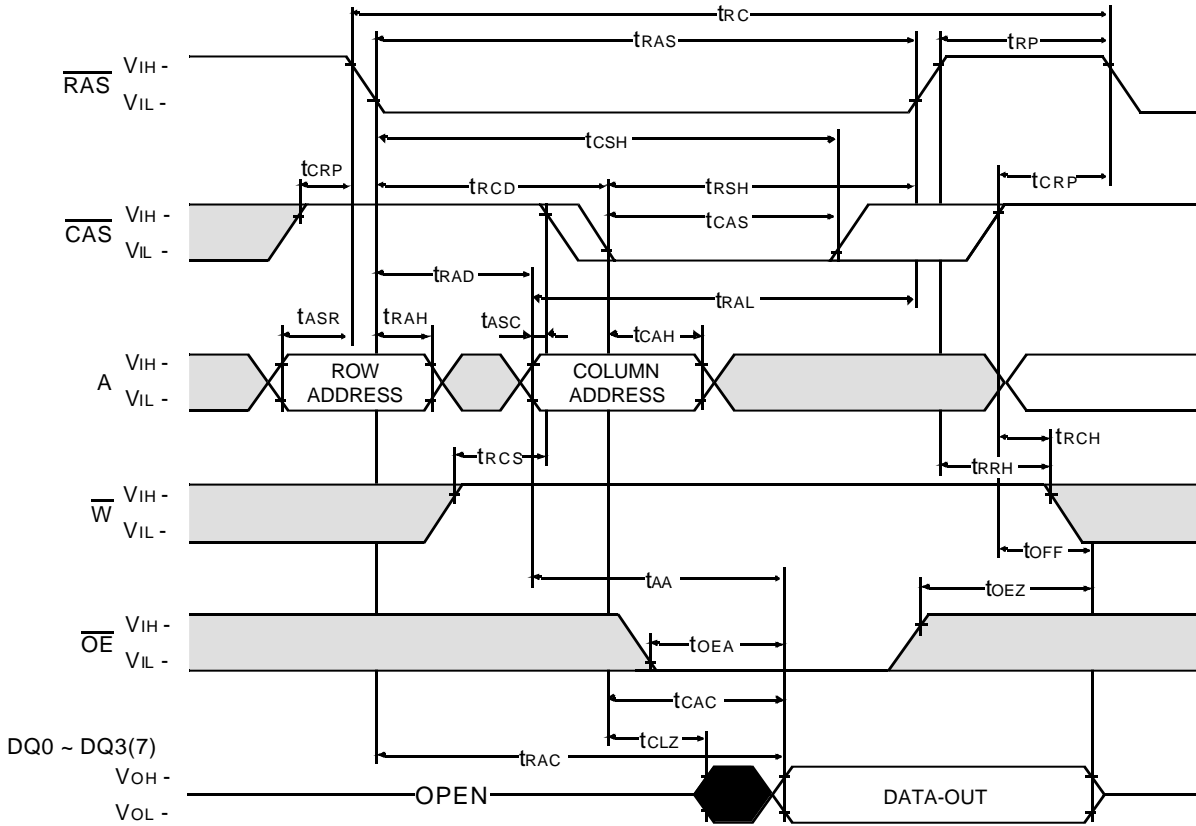 tRC
tRAS
tRP
RAS
VIH -
VIL -
tCSH
tCRP
tRCD
tRSH
tCRP
CAS
VIH -
VIL -
tCAS
tRAD
tRAL
tASR
tRAH
tASC
tCAH
A
VIH -
VIL -
ROW
ADDRESS
COLUMN
ADDRESS
tRCH
tRCS
tRRH
W
VIH -
VIL -
tOFF
tAA
tOEZ
OE
VIH -
VIL -
tOEA
tCAC
tCLZ
DQ0 ~ DQ3(7)
tRAC
VOH -
VOL -
OPEN
DATA-OUT